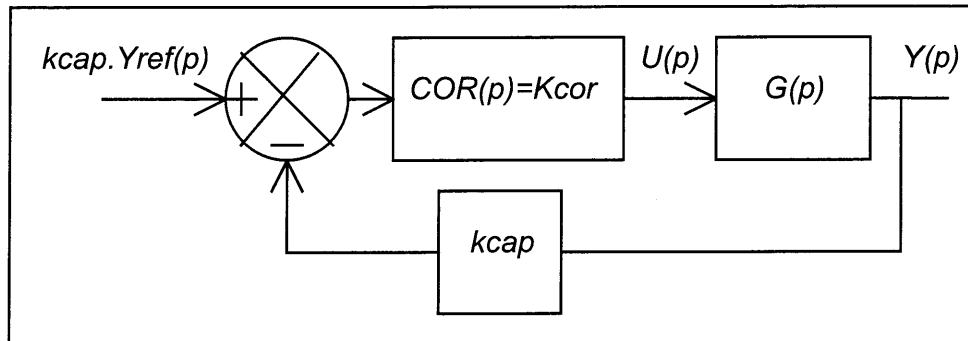 kcap.Yref(p)
+
COR(p)=Kcor
U(p)
G(p)
Y(p)
kcap